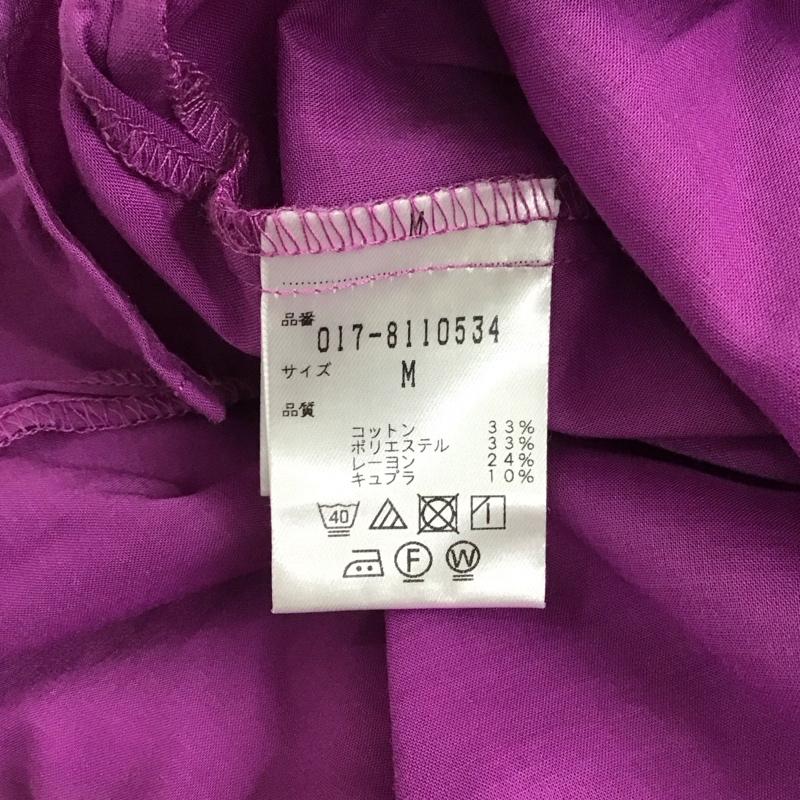 M
品番
017-8110534
サイズ
M
品質
コットン 33%
ポリエステル 33%
レーヨン 24%
キュプラ 10%
40
F W